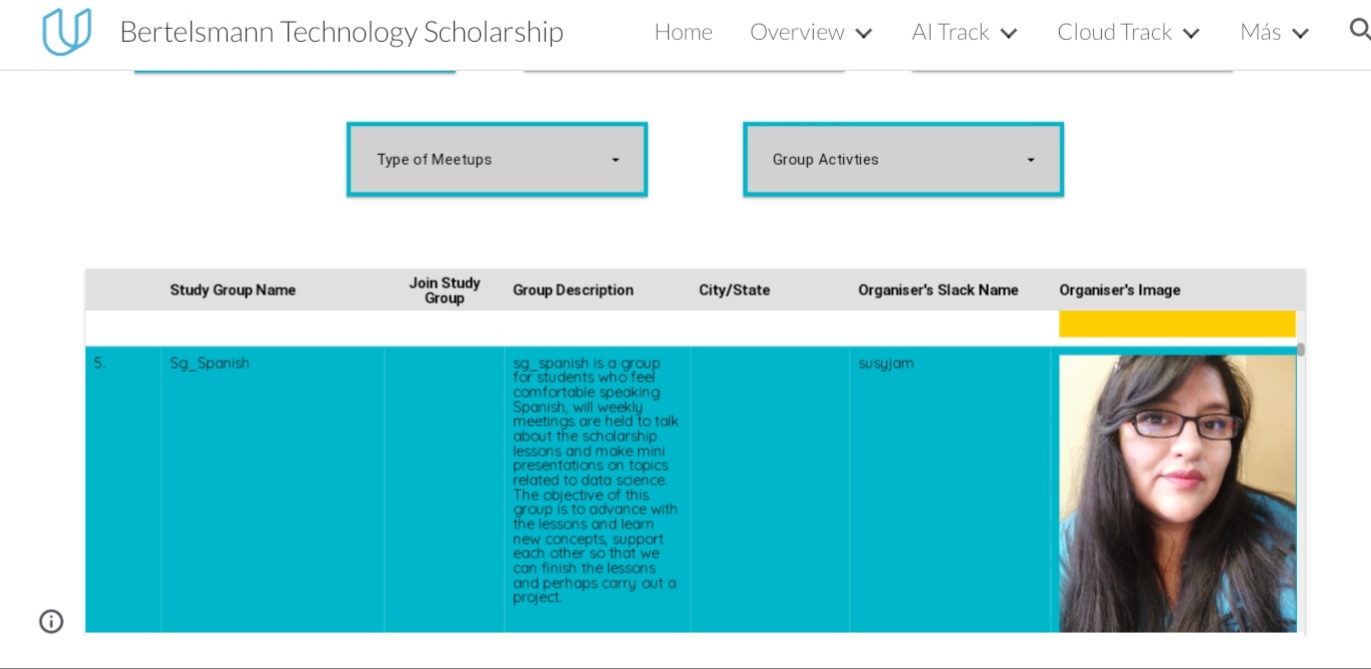 Bertelsmann Technology Scholarship
Home
Overview
AI Track
Cloud Track
Más
Type of Meetups
Group Activties
Study Group Name
Join Study
Group
Group Description
City/State
Organiser's Slack Name
Organiser's Image
5.
Sg_Spanish
sg_spanish is a group
for students who feel
comfortable speaking
Spanish, will weekly
meetings are held to talk
about the scholarship
lessons and make mini
presentations on topics
related to data science.
The objective of this
group is to advance with
the lessons and learn
new concepts, support
each other so that we
can finish the lessons
and perhaps carry out a
project.
susyjam